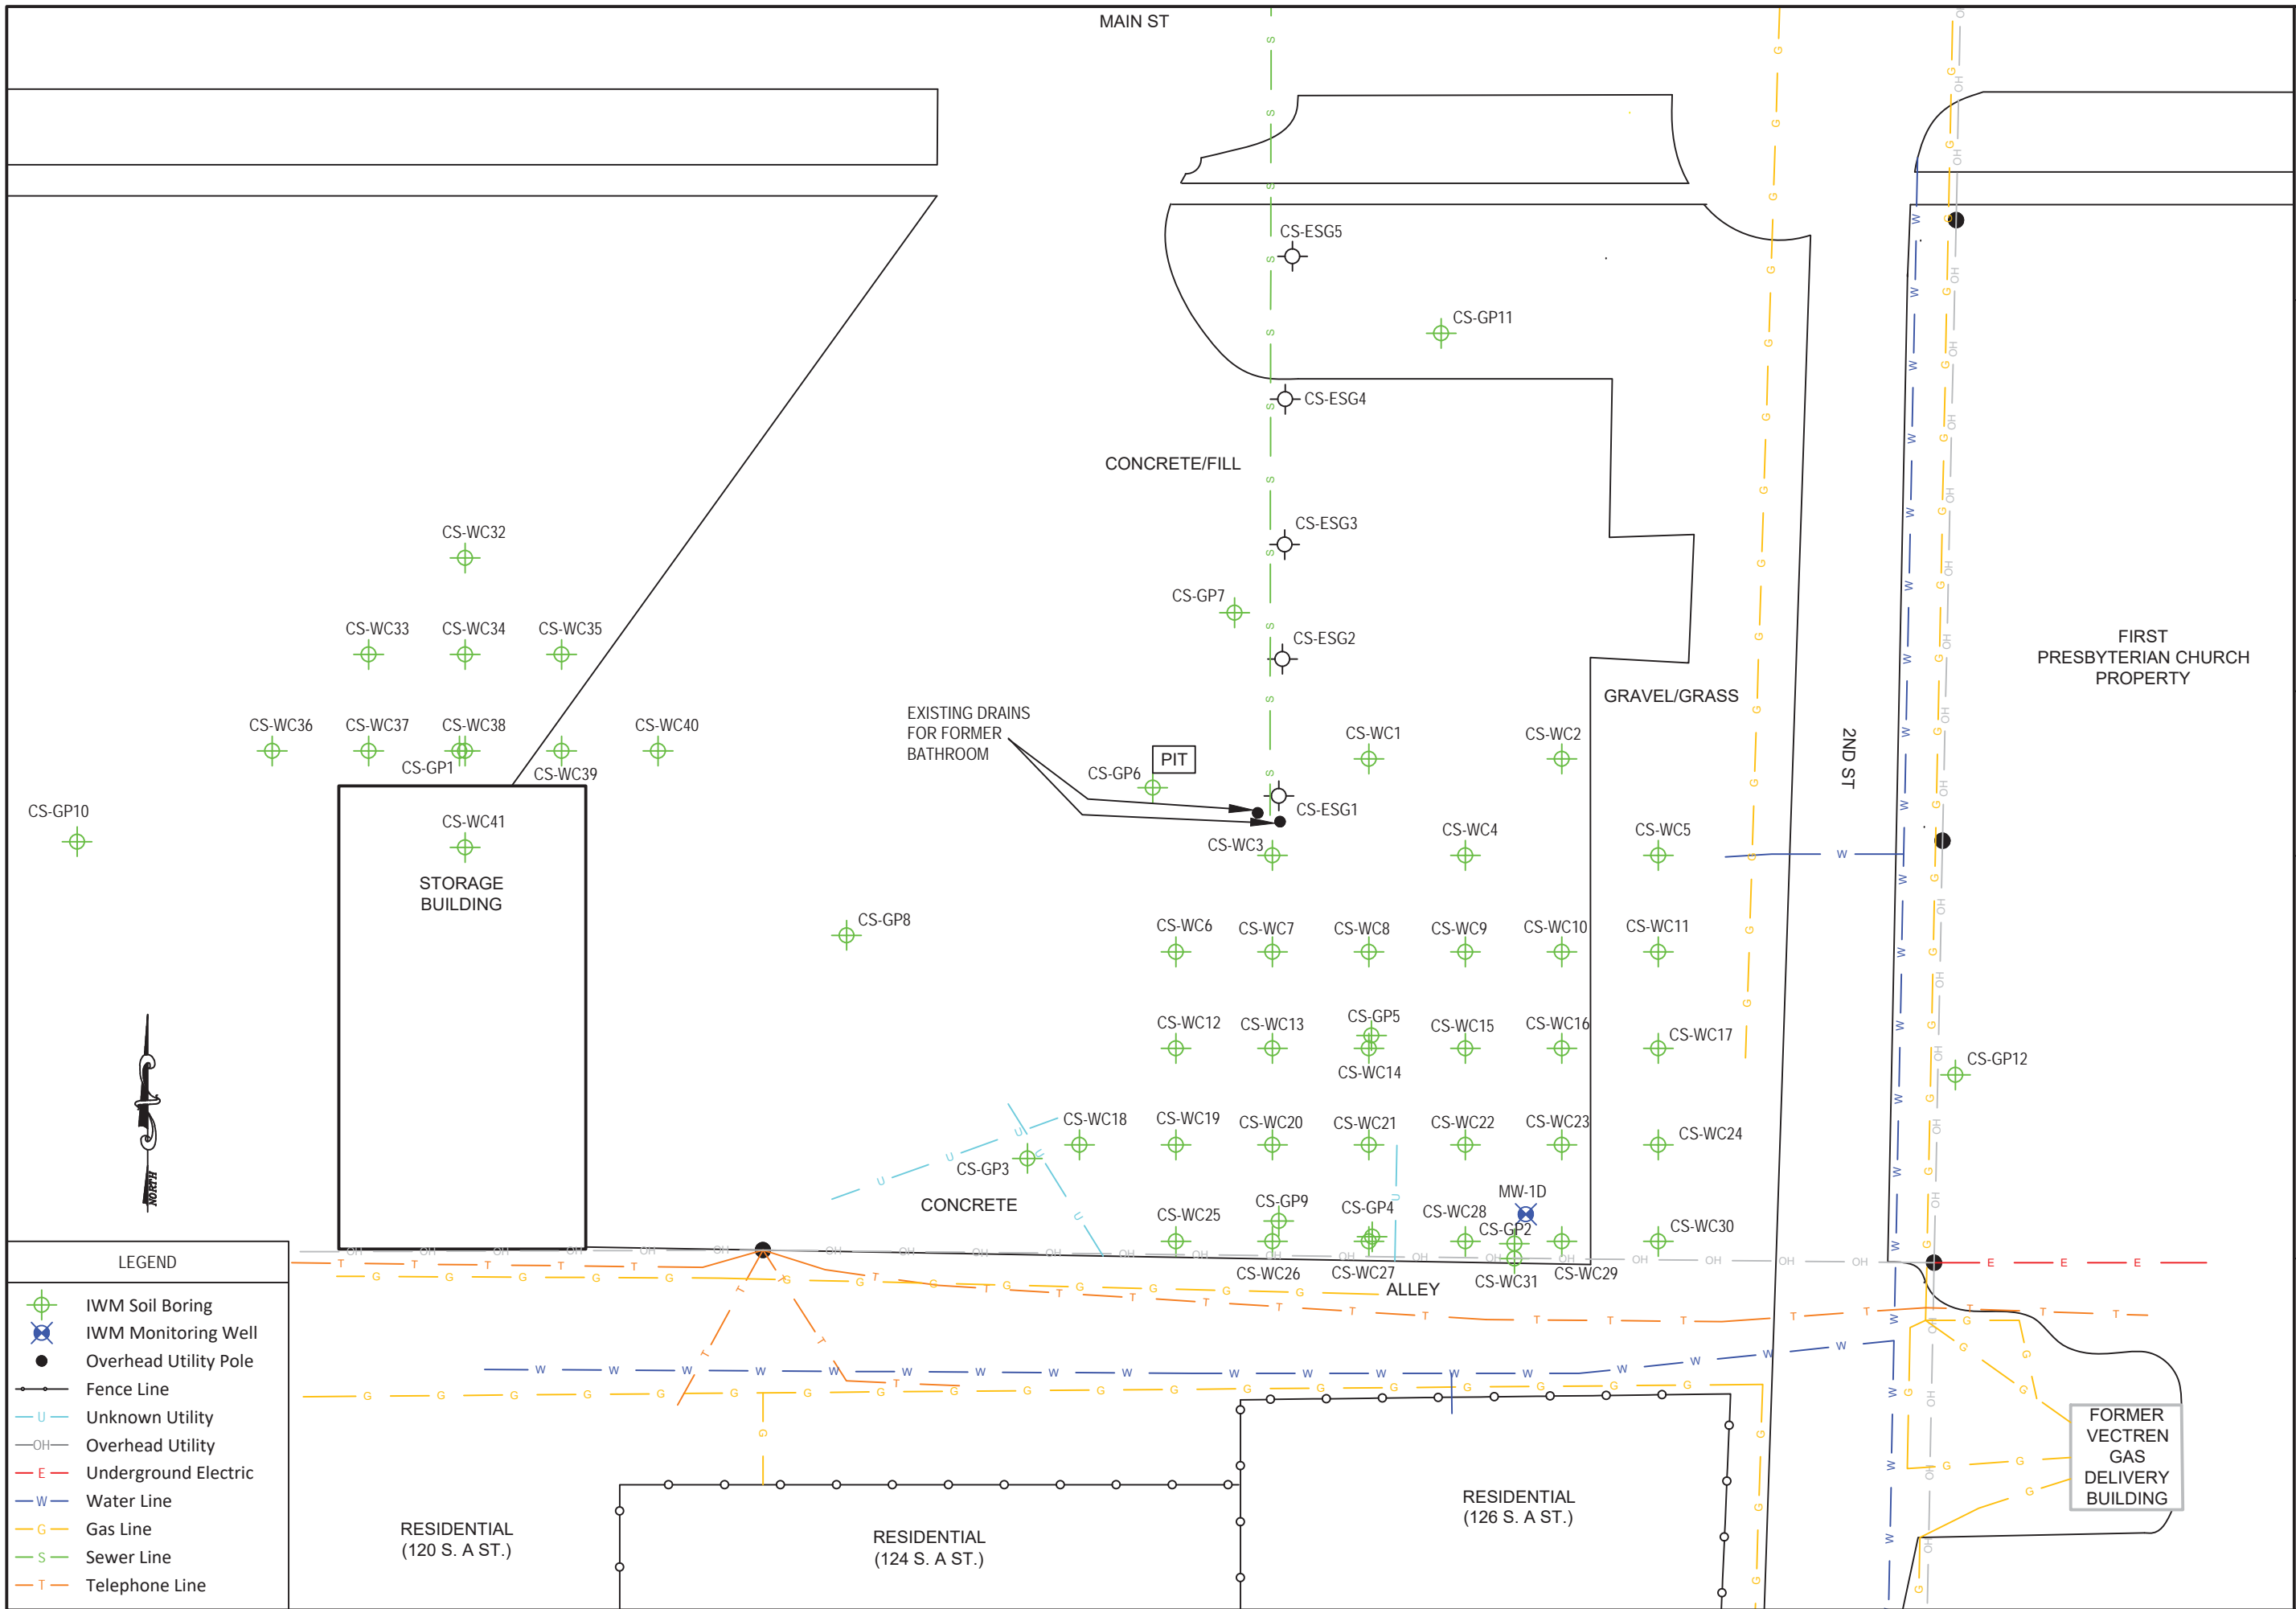 MAIN ST
CS-ESG5
CS-GP11
CS-ESG4
CONCRETE/FILL
CS-ESG3
CS-WC32
CS-GP7
CS-WC33
CS-WC34
CS-WC35
CS-ESG2
FIRST
PRESBYTERIAN CHURCH
PROPERTY
GRAVEL/GRASS
EXISTING DRAINS
FOR FORMER
BATHROOM
CS-WC36
CS-WC37
CS-WC38
CS-WC40
CS-WC1
CS-WC2
2ND ST
PIT
CS-GP1
CS-WC39
CS-GP6
CS-ESG1
CS-GP10
CS-WC41
CS-WC3
CS-WC4
CS-WC5
STORAGE
BUILDING
CS-GP8
CS-WC6
CS-WC7
CS-WC8
CS-WC9
CS-WC10
CS-WC11
CS-WC12
CS-WC13
CS-GP5
CS-WC15
CS-WC16
CS-WC17
CS-WC14
CS-GP12
CS-WC18
CS-WC19
CS-WC20
CS-WC21
CS-WC22
CS-WC23
CS-WC24
CS-GP3
NORTH
CONCRETE
MW-1D
CS-WC25
CS-GP9
CS-GP4
CS-WC28
CS-GP2
CS-WC30
CS-WC26
CS-WC27
CS-WC31
CS-WC29
ALLEY
LEGEND
IWM Soil Boring
IWM Monitoring Well
Overhead Utility Pole
Fence Line
U Unknown Utility
OH Overhead Utility
E Underground Electric
W Water Line
G Gas Line
S Sewer Line
T Telephone Line
RESIDENTIAL
(120 S. A ST.)
RESIDENTIAL
(124 S. A ST.)
RESIDENTIAL
(126 S. A ST.)
FORMER
VECTREN
GAS
DELIVERY
BUILDING